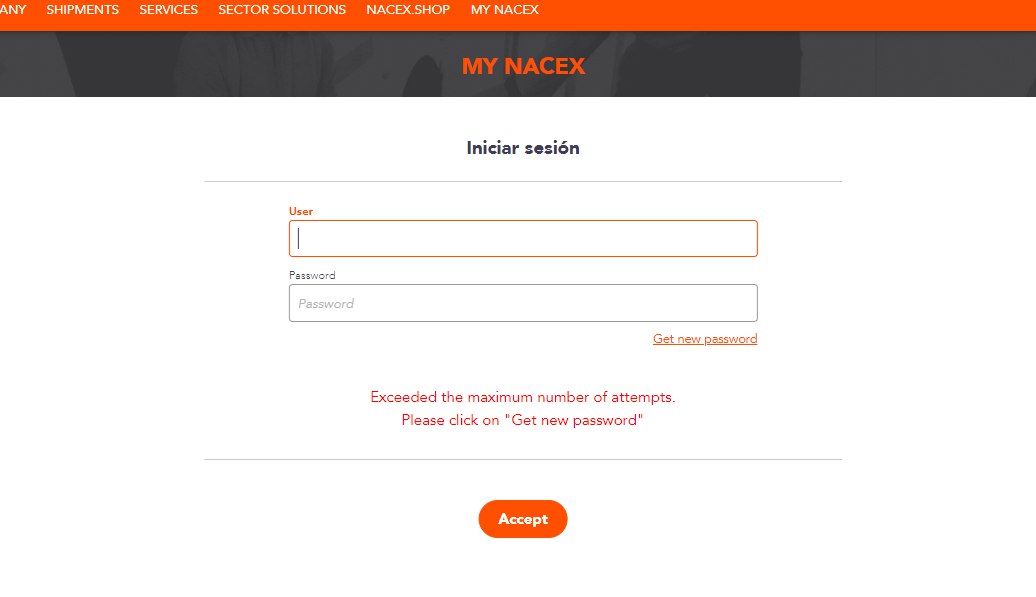 ANY SHIPMENTS SERVICES SECTOR SOLUTIONS NACEX.SHOP MY NACEX
MY NACEX
Iniciar sesión
User
Password
Password
Get new password
Exceeded the maximum number of attempts.
Please click on "Get new password"
Accept